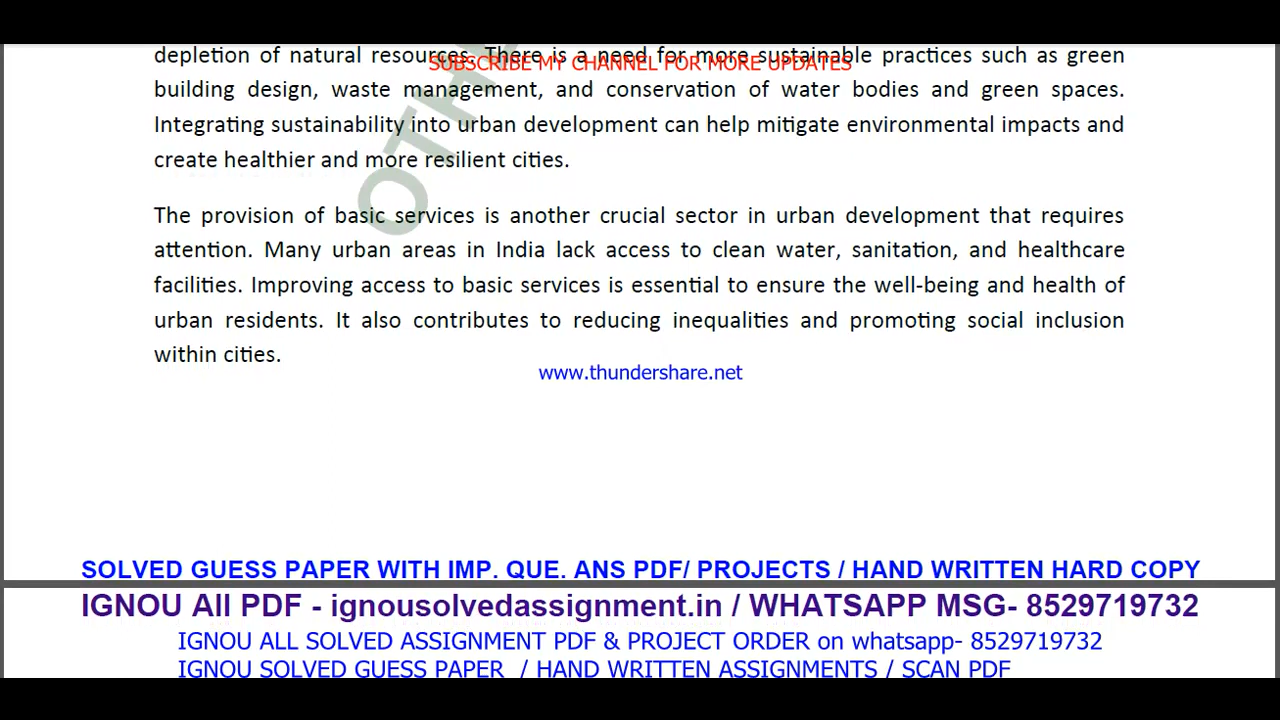 depletion of natural resources. There is a need for more sustainable practices such as green
SUBSCRIBE MY CHANNEL FOR MORE UPDATES
building design, waste management, and conservation of water bodies and green spaces.
Integrating sustainability into urban development can help mitigate environmental impacts and
create healthier and more resilient cities.
OTH
The provision of basic services is another crucial sector in urban development that requires
attention. Many urban areas in India lack access to clean water, sanitation, and healthcare
facilities. Improving access to basic services is essential to ensure the well-being and health of
urban residents. It also contributes to reducing inequalities and promoting social inclusion
within cities.
www.thundershare.net
SOLVED GUESS PAPER WITH IMP. QUE. ANS PDF/ PROJECTS / HAND WRITTEN HARD COPY
IGNOU All PDF - ignousolvedassignment.in / WHATSAPP MSG- 8529719732
IGNOU ALL SOLVED ASSIGNMENT PDF & PROJECT ORDER on whatsapp- 8529719732
IGNOU SOLVED GUESS PAPER / HAND WRITTEN ASSIGNMENTS / SCAN PDF